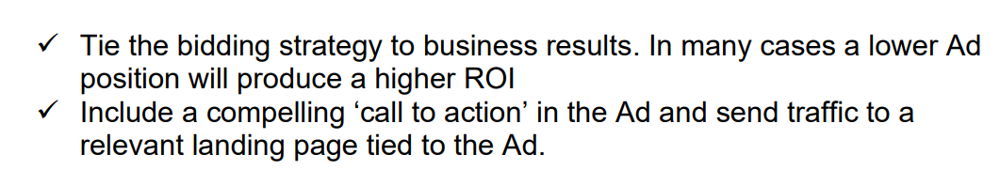 ✓ Tie the bidding strategy to business results. In many cases a lower Ad
position will produce a higher ROI
✓ Include a compelling ‘call to action’ in the Ad and send traffic to a
relevant landing page tied to the Ad.